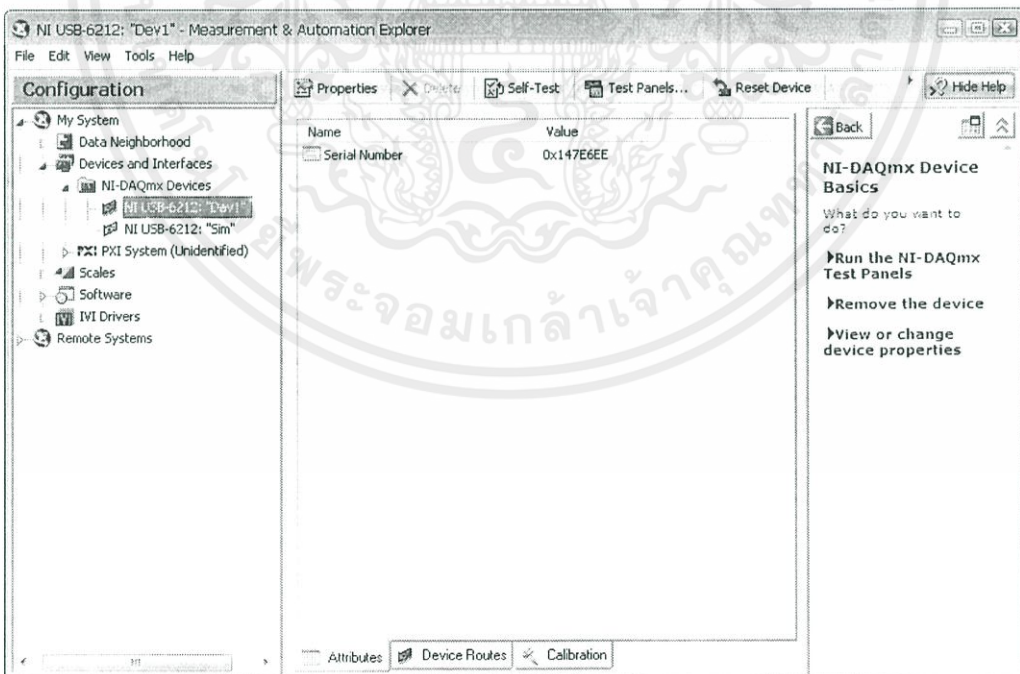 NI USB-6212: "Dev1" - Measurement & Automation Explorer
File Edit View Tools Help
Configuration
My System
Data Neighborhood
Devices and Interfaces
NI-DAQmx Devices
NI USB-6212: "Dev1"
NI USB-6212: "Sim"
PXI PXI System (Unidentified)
Scales
Software
IVI Drivers
Remote Systems
Properties Delete Self-Test Test Panels... Reset Device Hide Help
Name Value
Serial Number 0x147E6EE
Attributes Device Routes Calibration
Back
NI-DAQmx Device
Basics
What do you want to
do?
Run the NI-DAQmx
Test Panels
Remove the device
View or change
device properties